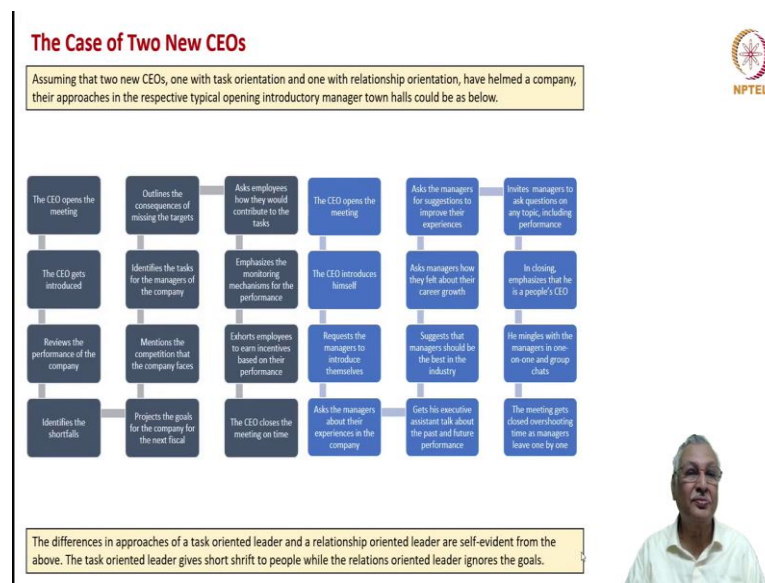 The Case of Two New CEOs
NPTEL
Assuming that two new CEOs, one with task orientation and one with relationship orientation, have helmed a company,
their approaches in the respective typical opening introductory manager town halls could be as below.
The CEO opens the
meeting
The CEO gets
introduced
Reviews the
performance of the
company
Identifies the
shortfalls
Projects the goals
for the company for
the next fiscal
Mentions the
competition that
the company faces
Identifies the tasks
for the managers of
the company
Outlines the
consequences of
missing the targets
Asks employees
how they would
contribute to the
tasks
Emphasizes the
monitoring
mechanisms for the
performance
Exhorts employees
to earn incentives
based on their
performance
The CEO closes the
meeting on time
The CEO opens the
meeting
The CEO introduces
himself
Requests the
managers to
introduce
themselves
Asks the managers
about their
experiences in the
company
Gets his executive
assistant talk about
the past and future
performance
Suggests that
managers should be
the best in the
industry
Asks managers how
they felt about their
career growth
Asks the managers
for suggestions to
improve their
experiences
Invites managers to
ask questions on
any topic, including
performance
In closing,
emphasizes that he
is a people's CEO
He mingles with the
managers in one-
on-one and group
chats
The meeting gets
closed overshooting
time as managers
leave one by one
The differences in approaches of a task oriented leader and a relationship oriented leader are self-evident from the
above. The task oriented leader gives short shrift to people while the relations oriented leader ignores the goals.